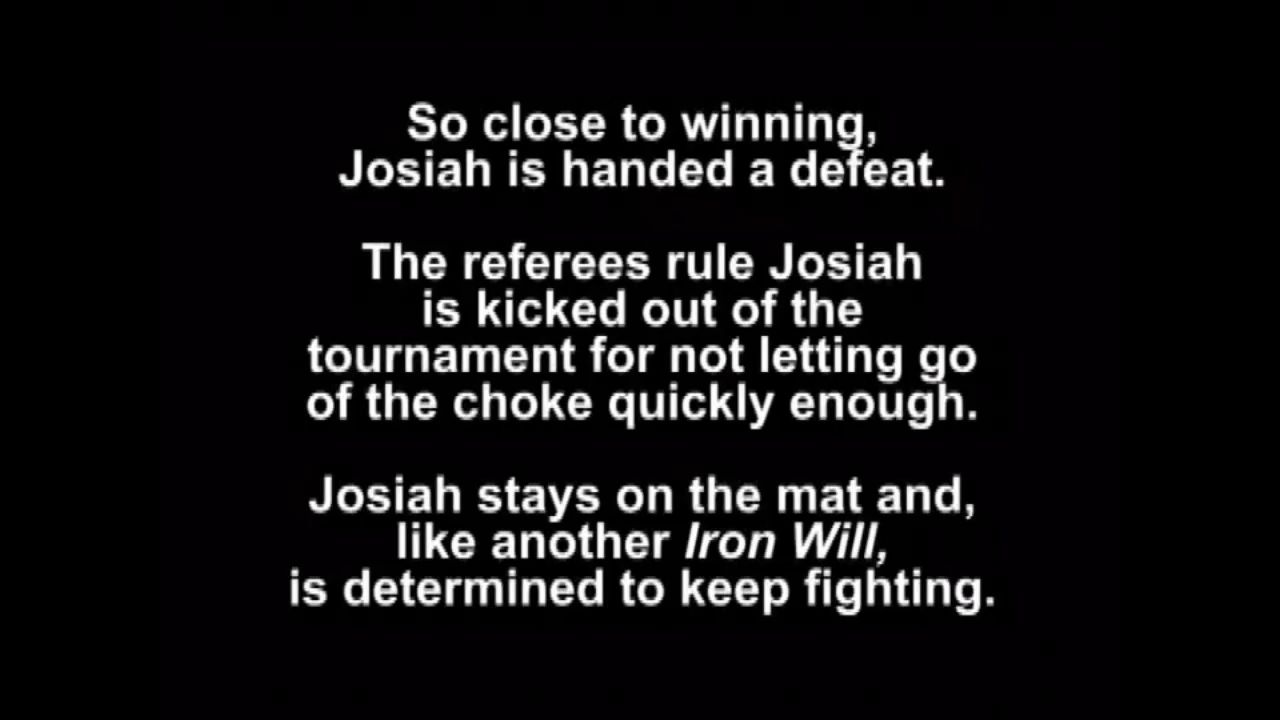 So close to winning,
Josiah is handed a defeat.
The referees rule Josiah
is kicked out of the
tournament for not letting go
of the choke quickly enough.
Josiah stays on the mat and,
like another Iron Will,
is determined to keep fighting.